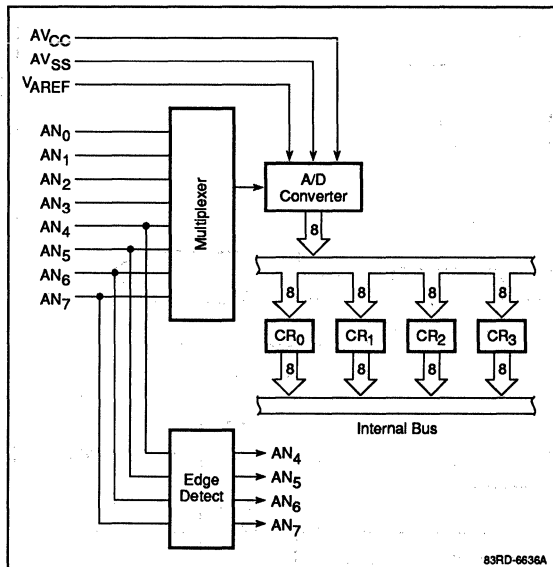 AVCC
AVSS
VAREF
AN0
AN1
AN2
AN3
AN4
AN5
AN6
AN7
Multiplexer
A/D
Converter
8
8
8
8
8
CR0
CR1
CR2
CR3
8
8
8
8
Internal Bus
Edge
Detect
AN4
AN5
AN6
AN7
83RD-6636A